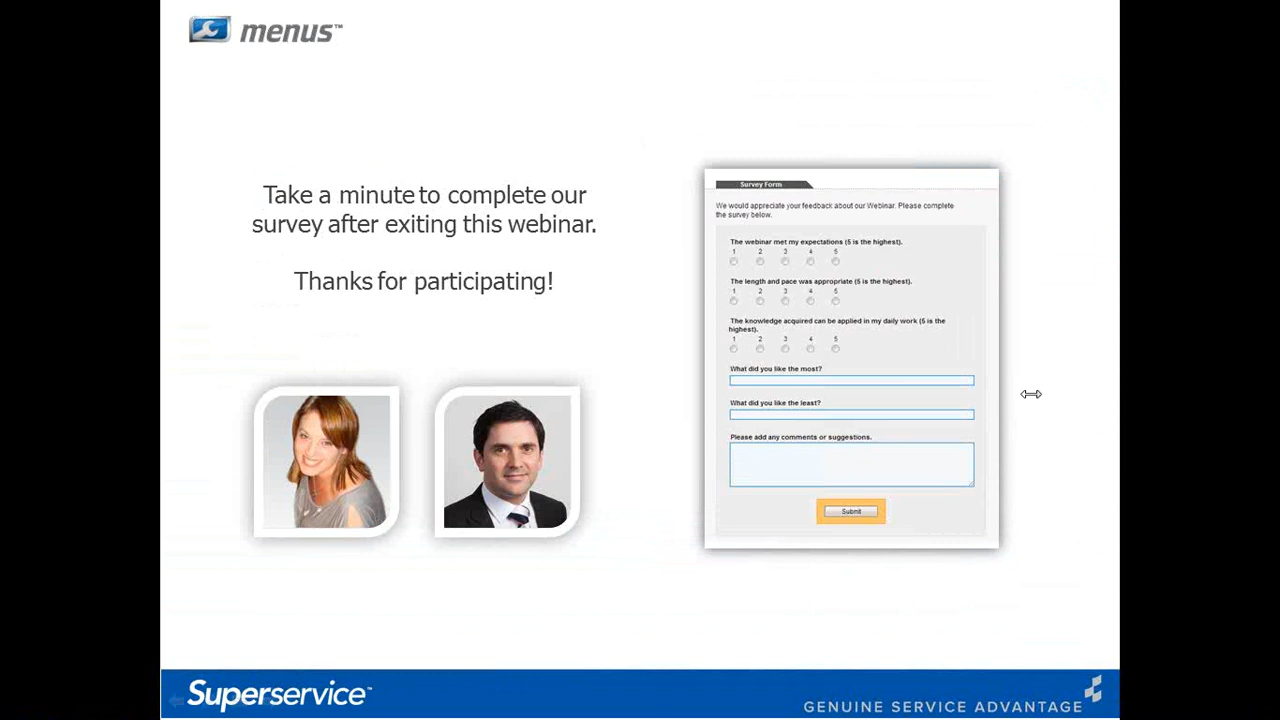 menus™
Take a minute to complete our
survey after exiting this webinar.
Thanks for participating!
Survey Form
We would appreciate your feedback about our Webinar. Please complete
the survey below.
The webinar met my expectations (5 is the highest).
1 2 3 4 5
The length and pace was appropriate (5 is the highest).
1 2 3 4 5
The knowledge acquired can be applied in my daily work (5 is the
highest).
1 2 3 4 5
What did you like the most?
What did you like the least?
Please add any comments or suggestions.
Submit
Superservice™
GENUINE SERVICE ADVANTAGE